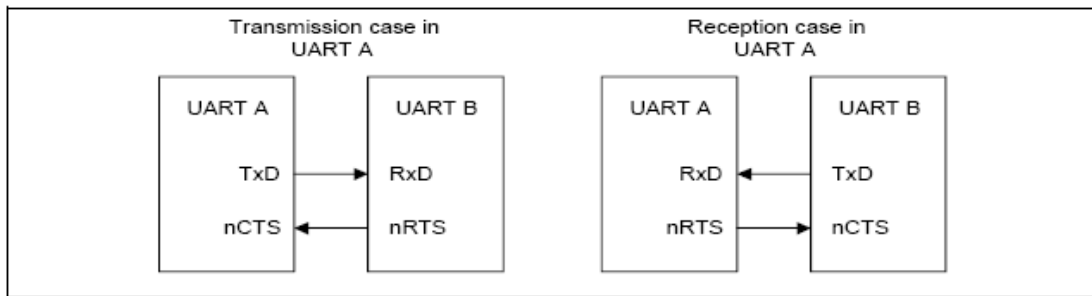 Transmission case in
UART A
UART A
UART B
TxD
RxD
nCTS
nRTS
Reception case in
UART A
UART A
UART B
RxD
TxD
nRTS
nCTS